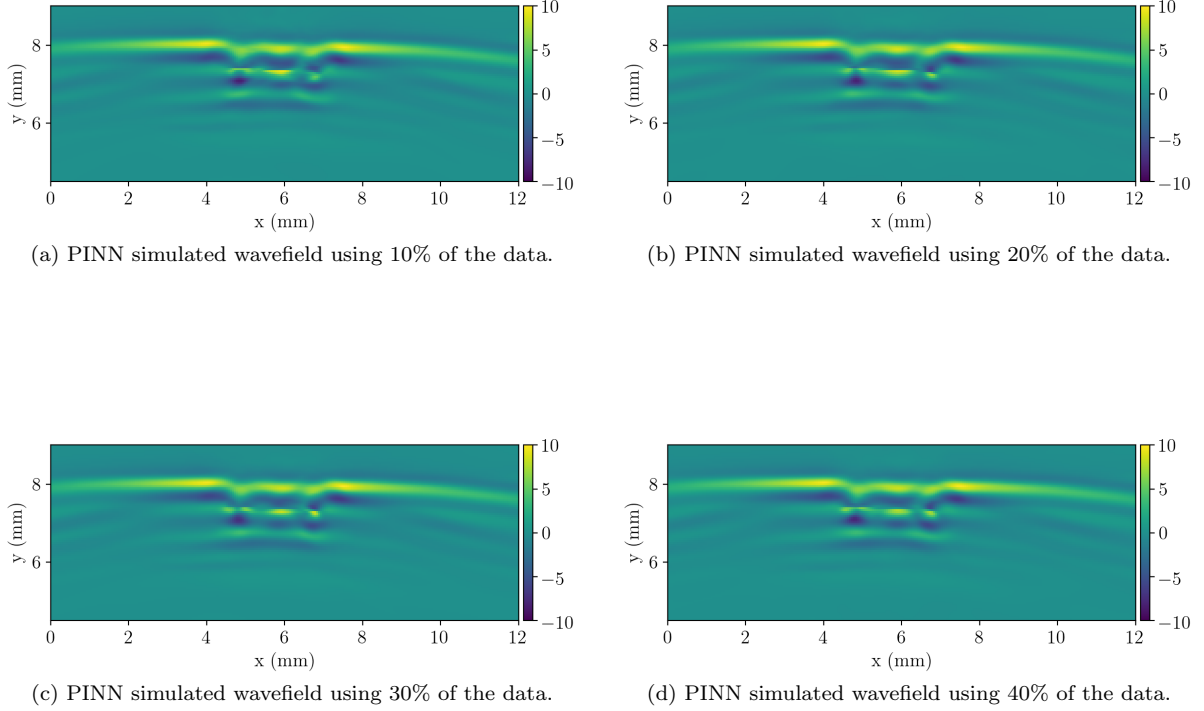 10
5
0
−5
−10
8
6
y (mm)
0 2 4 6 8 10 12
x (mm)
(a) PINN simulated wavefield using 10% of the data.
10
5
0
−5
−10
8
6
y (mm)
0 2 4 6 8 10 12
x (mm)
(b) PINN simulated wavefield using 20% of the data.
10
5
0
−5
−10
8
6
y (mm)
0 2 4 6 8 10 12
x (mm)
(c) PINN simulated wavefield using 30% of the data.
10
5
0
−5
−10
8
6
y (mm)
0 2 4 6 8 10 12
x (mm)
(d) PINN simulated wavefield using 40% of the data.